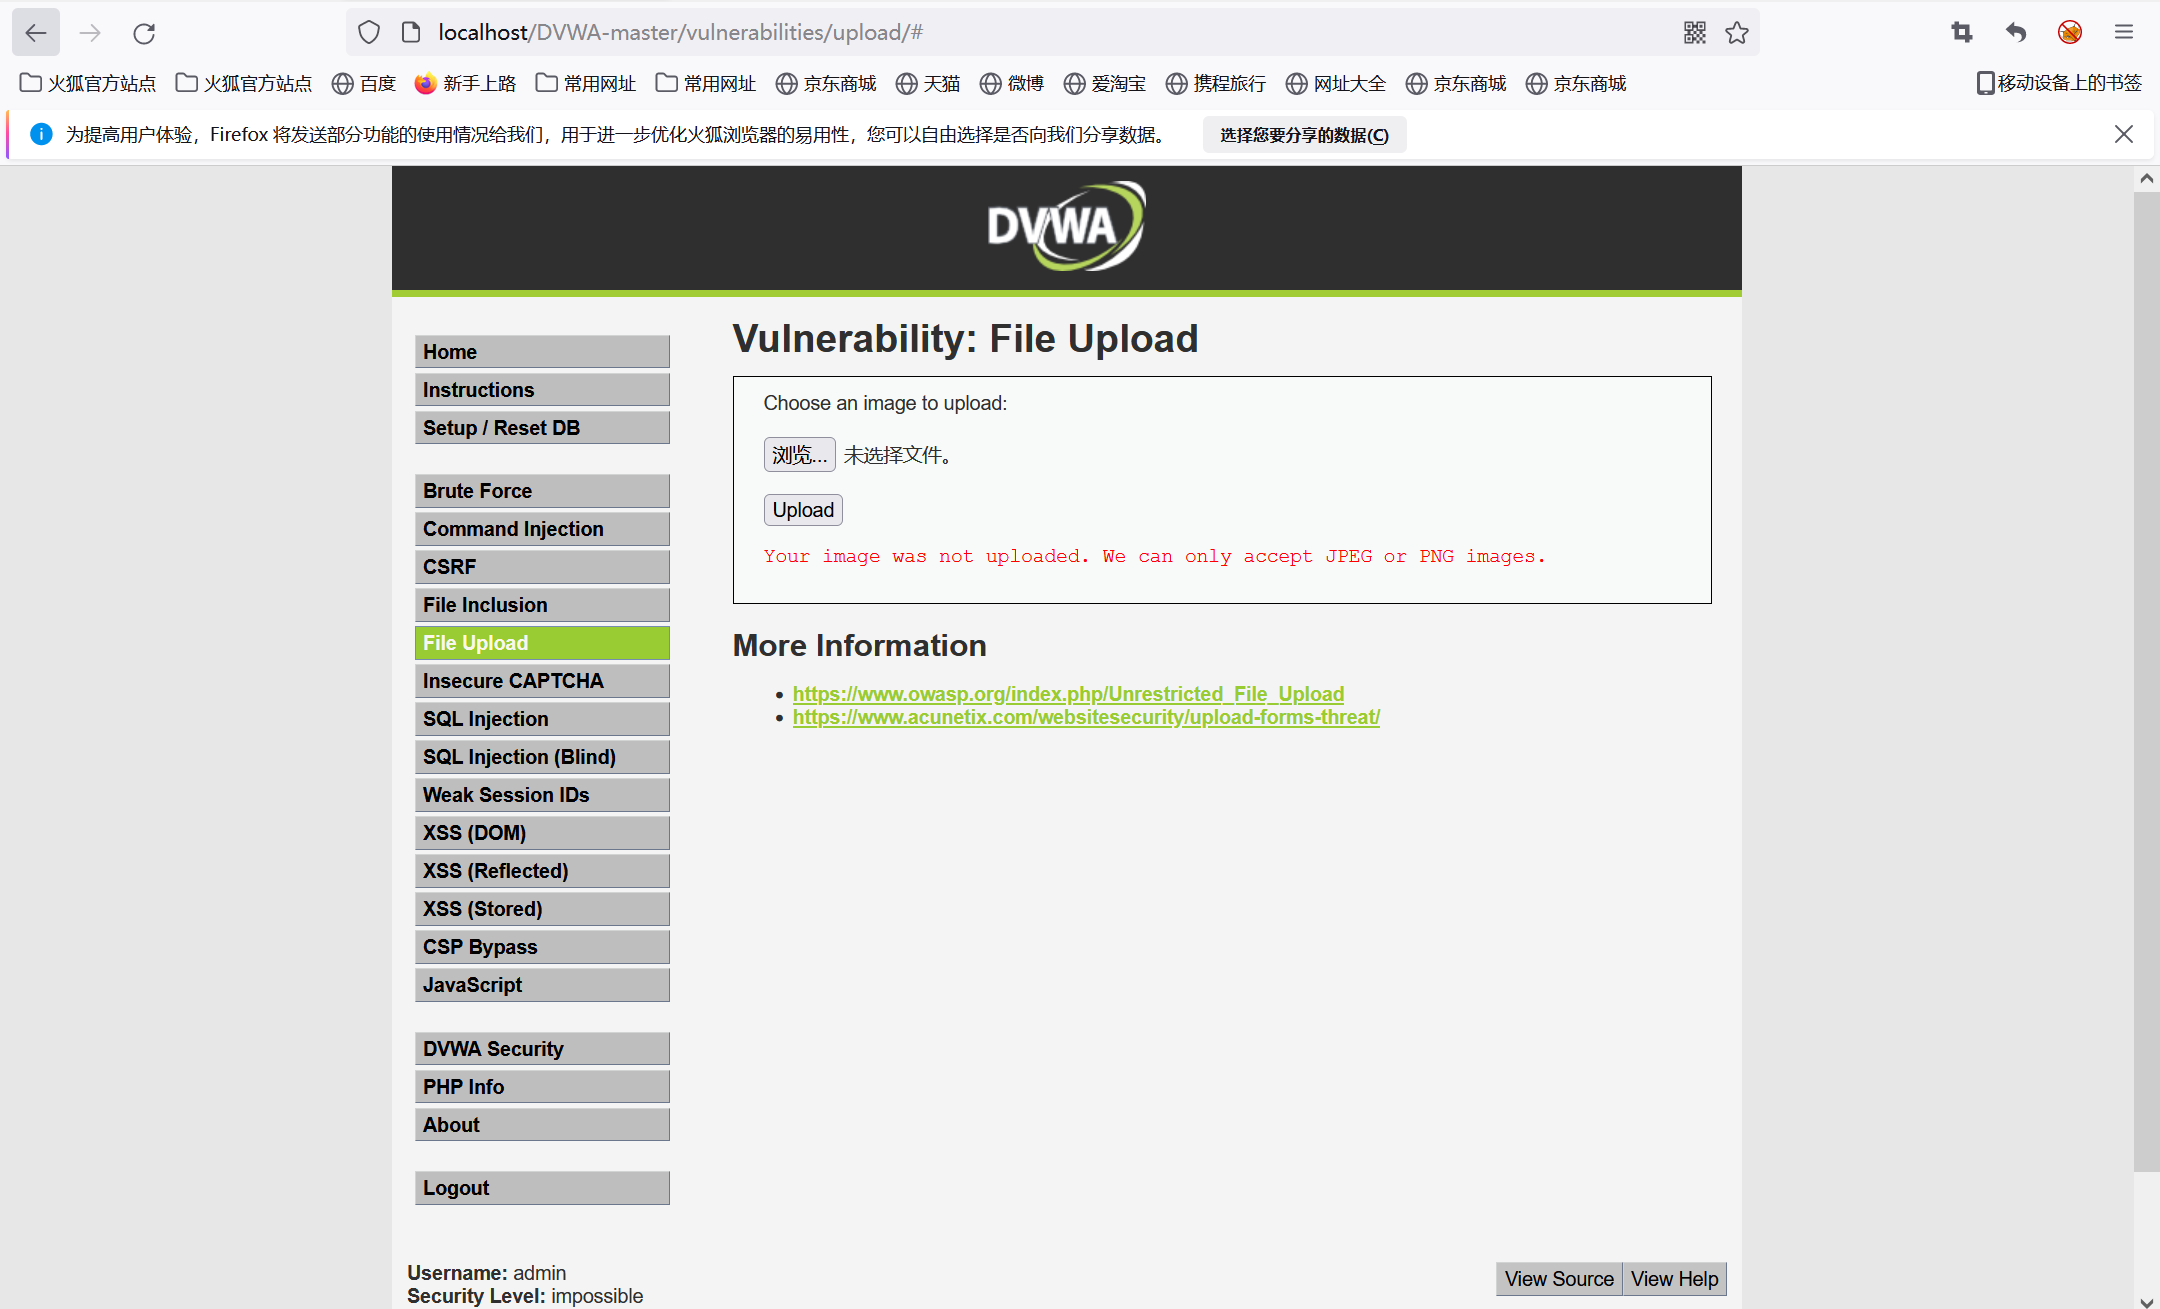 localhost/DVWA-master/vulnerabilities/upload/#
火狐官方站点 火狐官方站点 百度 新手上路 常用网址 常用网址 京东商城 天猫 微博 爱淘宝 携程旅行 网址大全 京东商城 京东商城 移动设备上的书签
为提高用户体验，Firefox 将发送部分功能的使用情况给我们，用于进一步优化火狐浏览器的易用性，您可以自由选择是否向我们分享数据。 选择您要分享的数据(C)
DVWA
Vulnerability: File Upload
Home
Instructions
Setup / Reset DB
Brute Force
Command Injection
CSRF
File Inclusion
File Upload
Insecure CAPTCHA
SQL Injection
SQL Injection (Blind)
Weak Session IDs
XSS (DOM)
XSS (Reflected)
XSS (Stored)
CSP Bypass
JavaScript
DVWA Security
PHP Info
About
Logout
Choose an image to upload:
浏览... 未选择文件。
Upload
Your image was not uploaded. We can only accept JPEG or PNG images.
More Information
https://www.owasp.org/index.php/Unrestricted_File_Upload
https://www.acunetix.com/websitesecurity/upload-forms-threat/
Username: admin
Security Level: impossible
View Source View Help